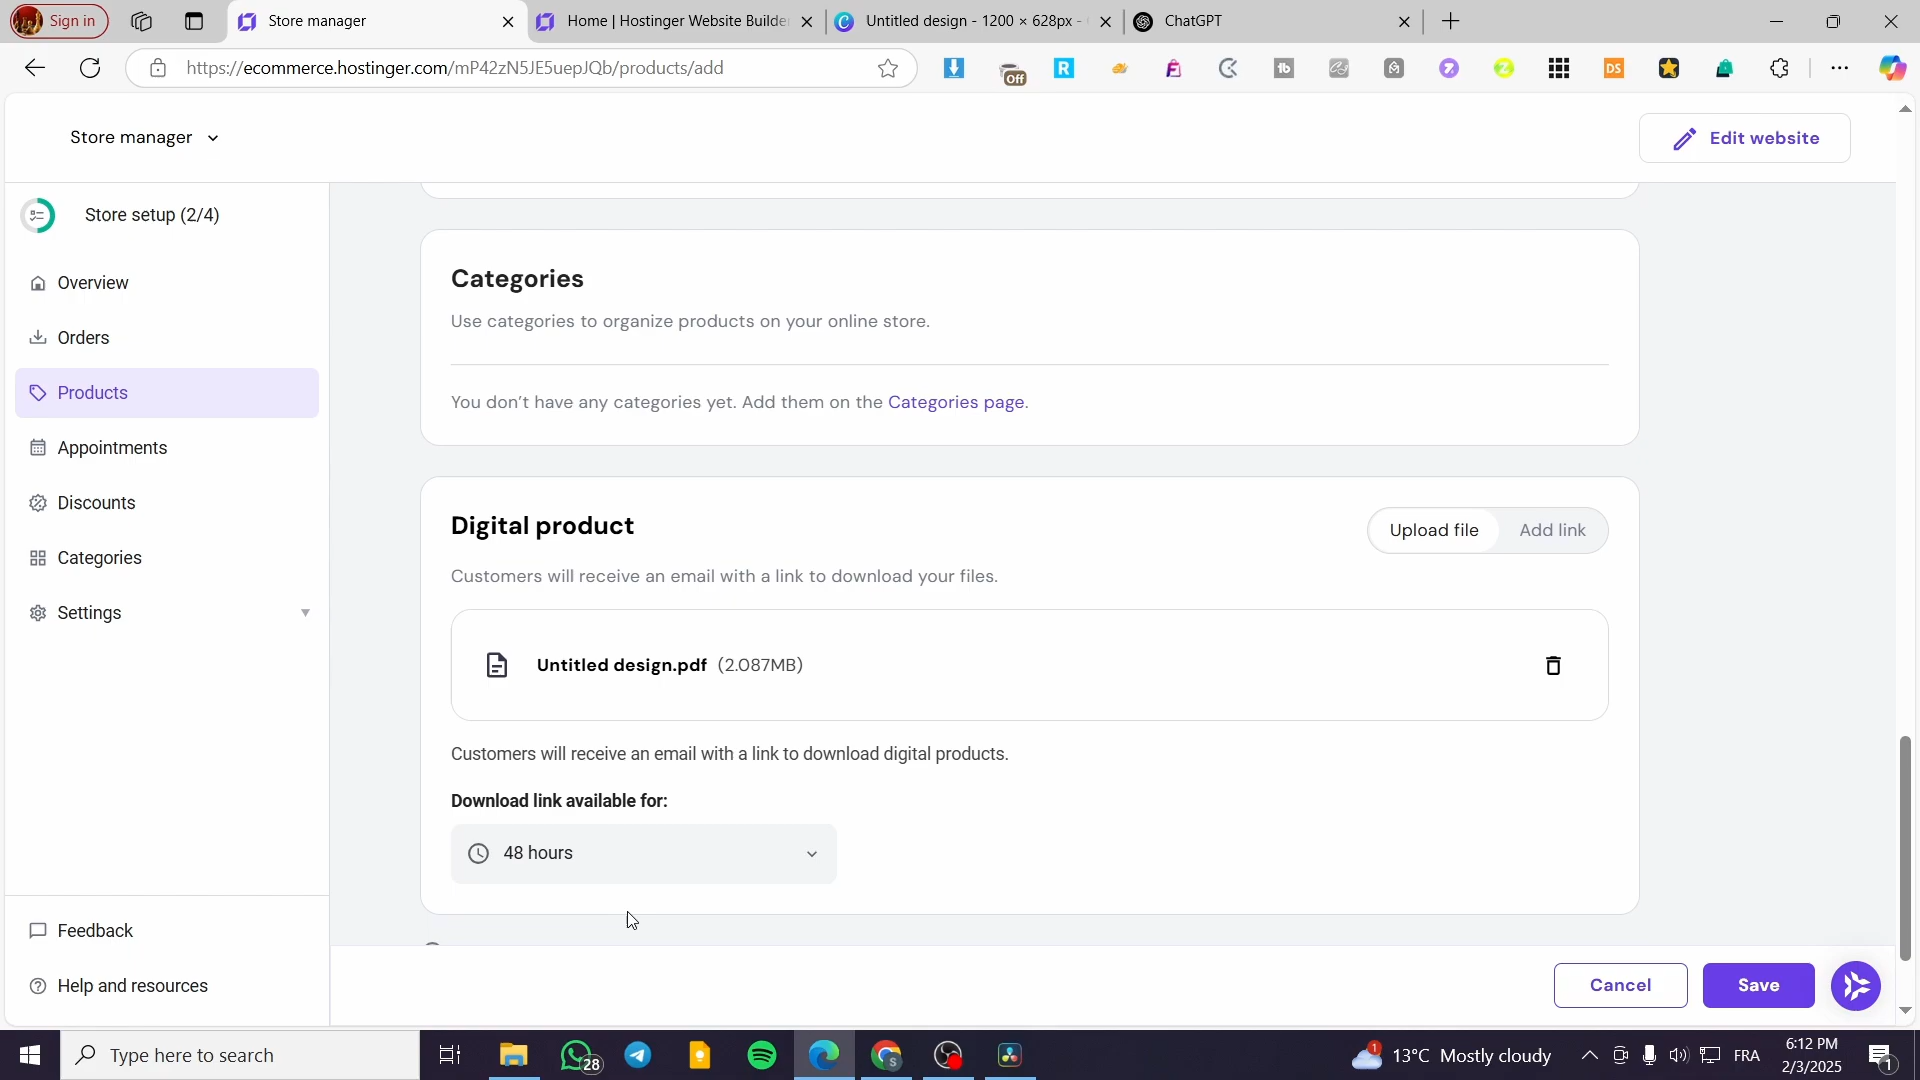 Sign in
Store manager
Home | Hostinger Website Builde
Untitled design - 1200 × 628px -
ChatGPT
https://ecommerce.hostinger.com/mP42zN5JE5uepJQb/products/add
Off
R
tb
DS
Store manager
Edit website
Store setup (2/4)
Overview
Orders
Products
Appointments
Discounts
Categories
Settings
Feedback
Help and resources
Categories
Use categories to organize products on your online store.
You don't have any categories yet. Add them on the Categories page.
Digital product
Upload file
Add link
Customers will receive an email with a link to download your files.
Untitled design.pdf (2.087MB)
Customers will receive an email with a link to download digital products.
Download link available for:
48 hours
Cancel
Save
Type here to search
28
1
13°C Mostly cloudy
FRA
6:12 PM
2/3/2025
1